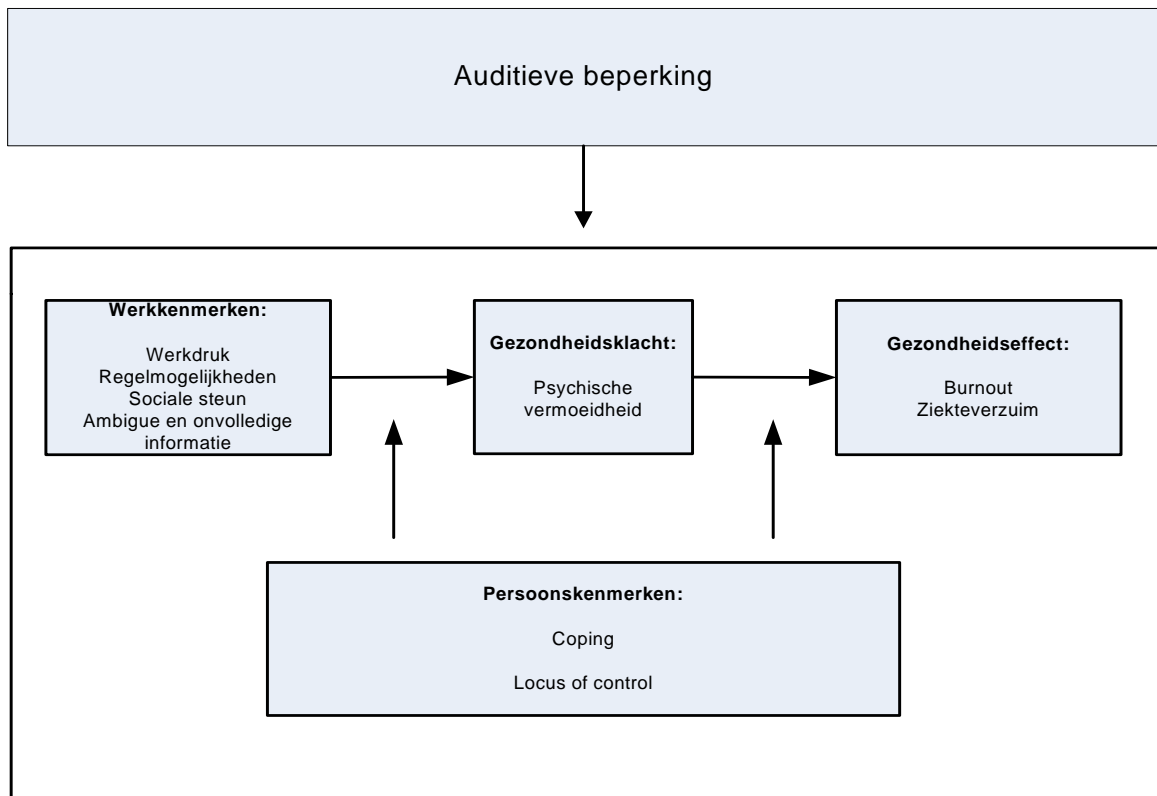 Auditieve beperking
Werkkenmerken:
Werkdruk
Regelmogelijkheden
Sociale steun
Ambigue en onvolledige
informatie
Gezondheidsklacht:
Psychische
vermoeidheid
Gezondheidseffect:
Burnout
Ziekteverzuim
Persoonskenmerken:
Coping
Locus of control